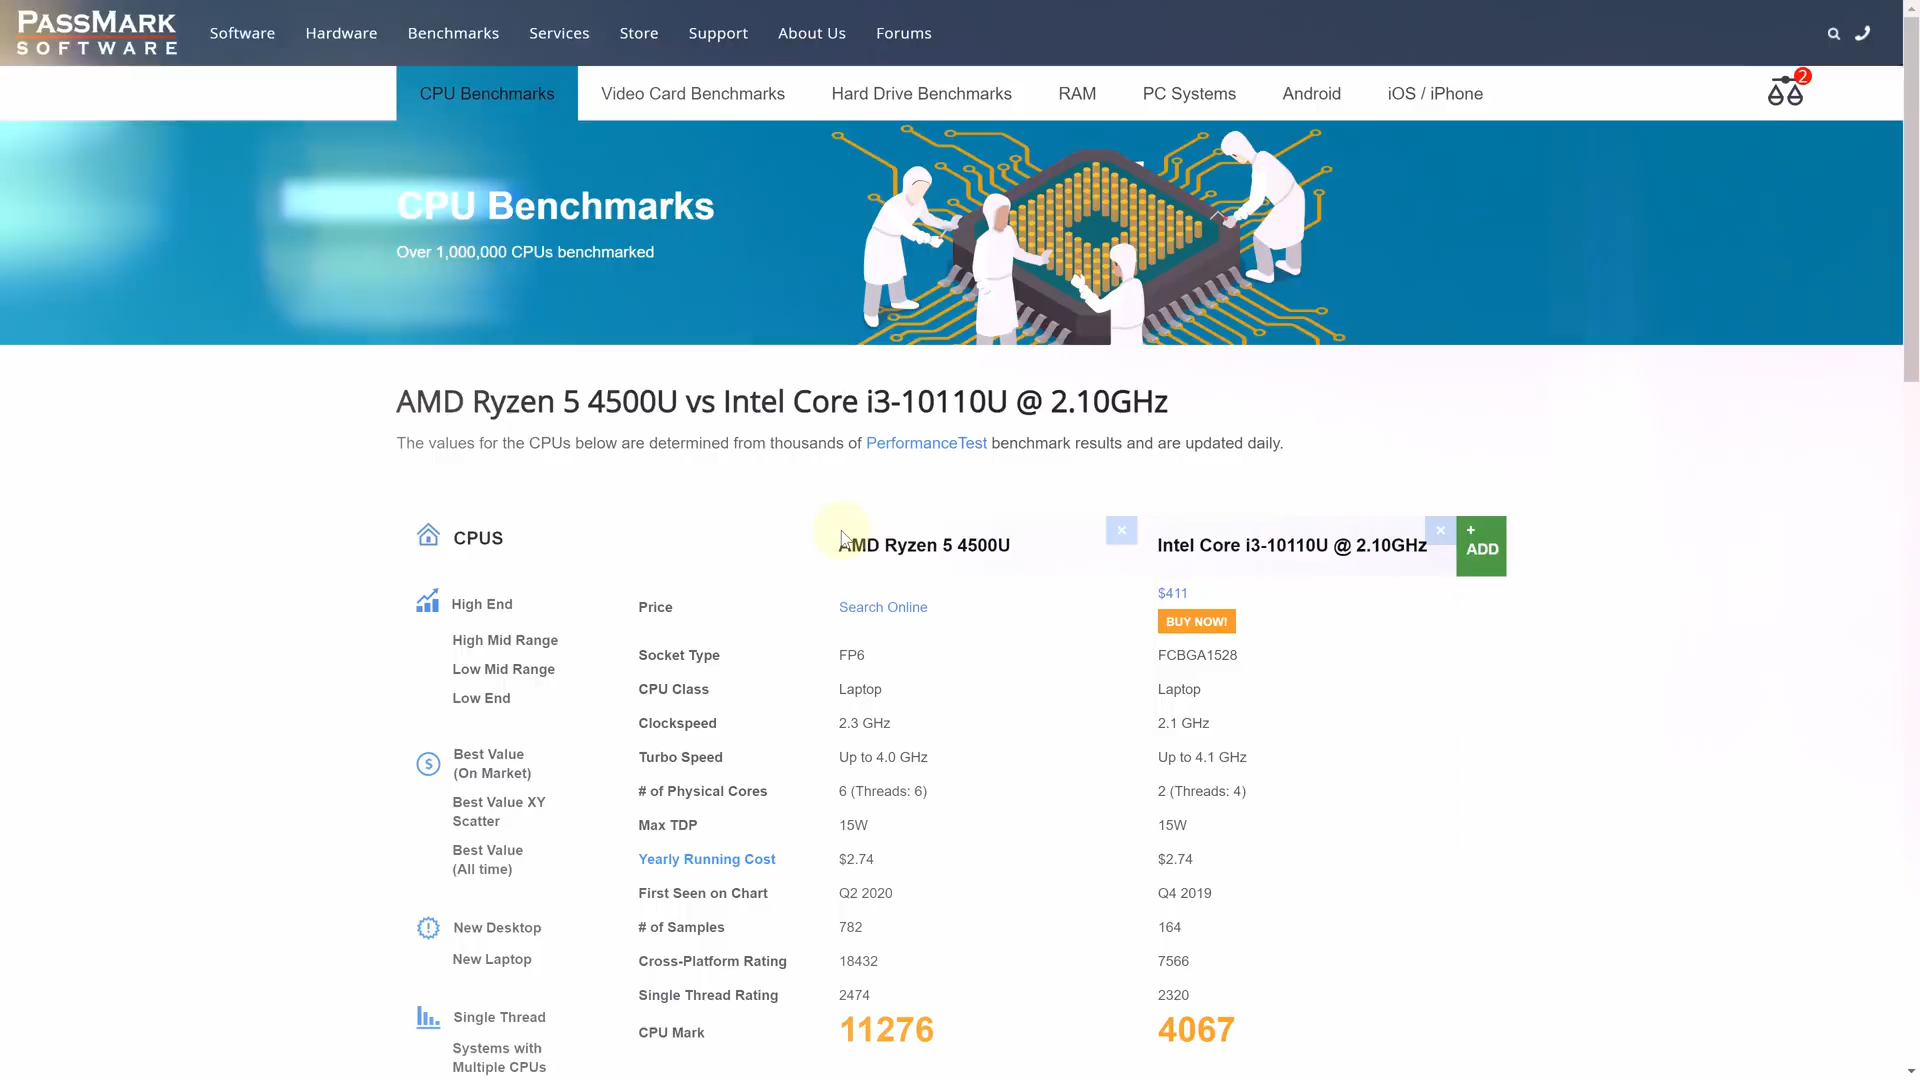 PASSMARK
SOFTWARE
Software Hardware Benchmarks Services Store Support About Us Forums
CPU Benchmarks Video Card Benchmarks Hard Drive Benchmarks RAM PC Systems Android iOS / iPhone
2
CPU Benchmarks
Over 1,000,000 CPUs benchmarked
AMD Ryzen 5 4500U vs Intel Core i3-10110U @ 2.10GHz
The values for the CPUs below are determined from thousands of PerformanceTest benchmark results and are updated daily.
CPUS
High End
High Mid Range
Low Mid Range
Low End
Best Value
(On Market)
Best Value XY
Scatter
Best Value
(All time)
New Desktop
New Laptop
Single Thread
Systems with
Multiple CPUs
AMD Ryzen 5 4500U × Intel Core i3-10110U @ 2.10GHz × + ADD
Price Search Online $411
BUY NOW!
Socket Type FP6 FCBGA1528
CPU Class Laptop Laptop
Clockspeed 2.3 GHz 2.1 GHz
Turbo Speed Up to 4.0 GHz Up to 4.1 GHz
# of Physical Cores 6 (Threads: 6) 2 (Threads: 4)
Max TDP 15W 15W
Yearly Running Cost $2.74 $2.74
First Seen on Chart Q2 2020 Q4 2019
# of Samples 782 164
Cross-Platform Rating 18432 7566
Single Thread Rating 2474 2320
CPU Mark 11276 4067